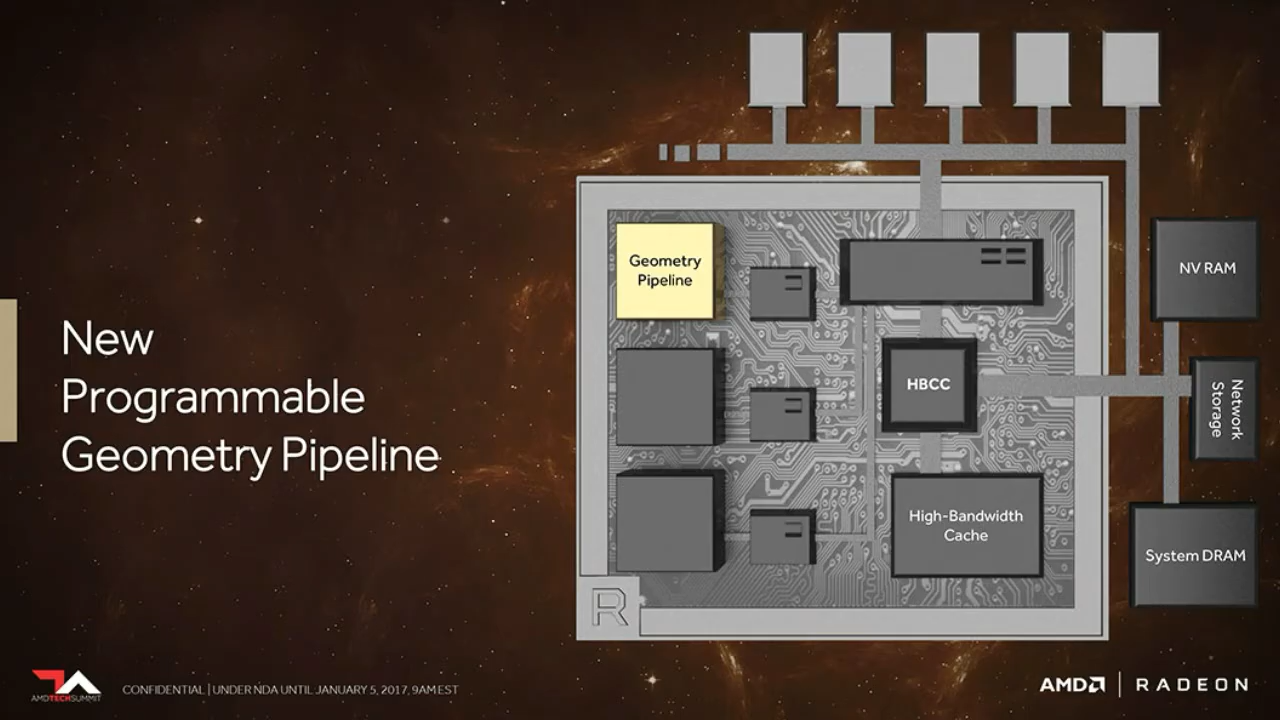 New
Programmable
Geometry Pipeline
Geometry
Pipeline
HBCC
High-Bandwidth
Cache
NV RAM
Network
Storage
System DRAM
R
AMDTECHSUMMIT
CONFIDENTIAL | UNDER NDA UNTIL JANUARY 5, 2017, 9AM EST
AMD | RADEON